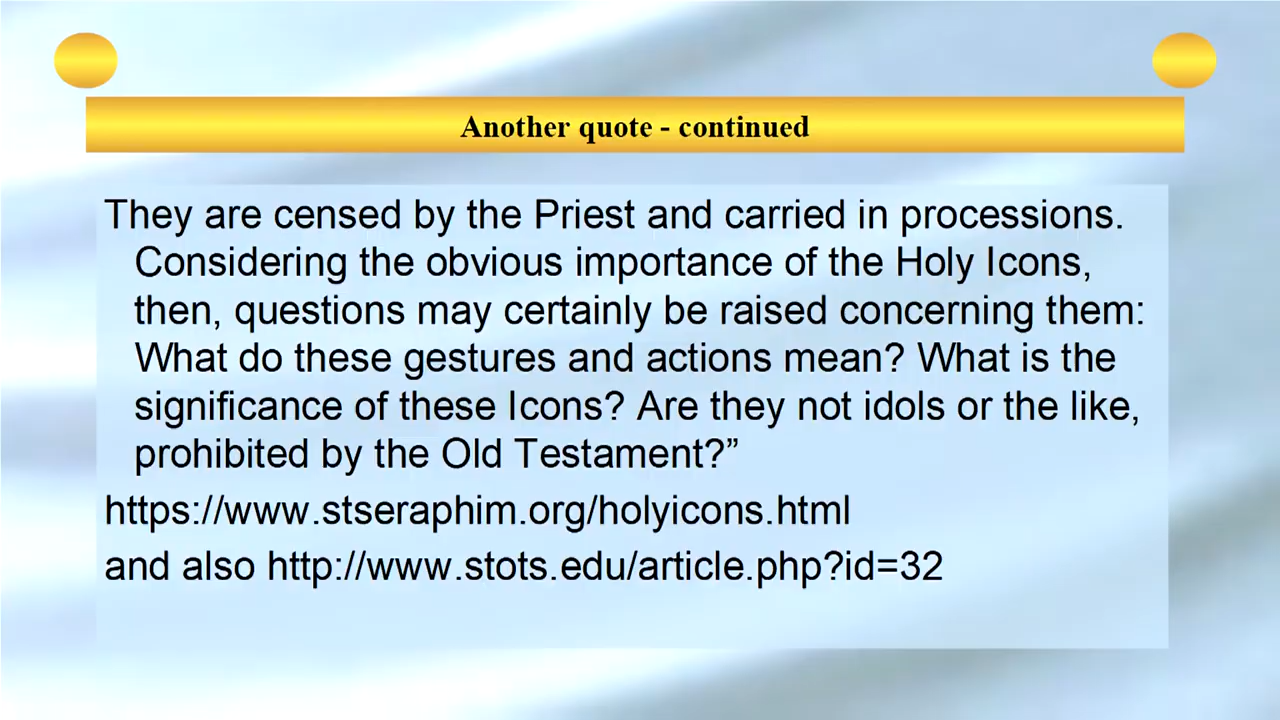 Another quote - continued
They are censed by the Priest and carried in processions.
Considering the obvious importance of the Holy Icons,
then, questions may certainly be raised concerning them:
What do these gestures and actions mean? What is the
significance of these Icons? Are they not idols or the like,
prohibited by the Old Testament?”
https://www.stseraphim.org/holyicons.html
and also http://www.stots.edu/article.php?id=32